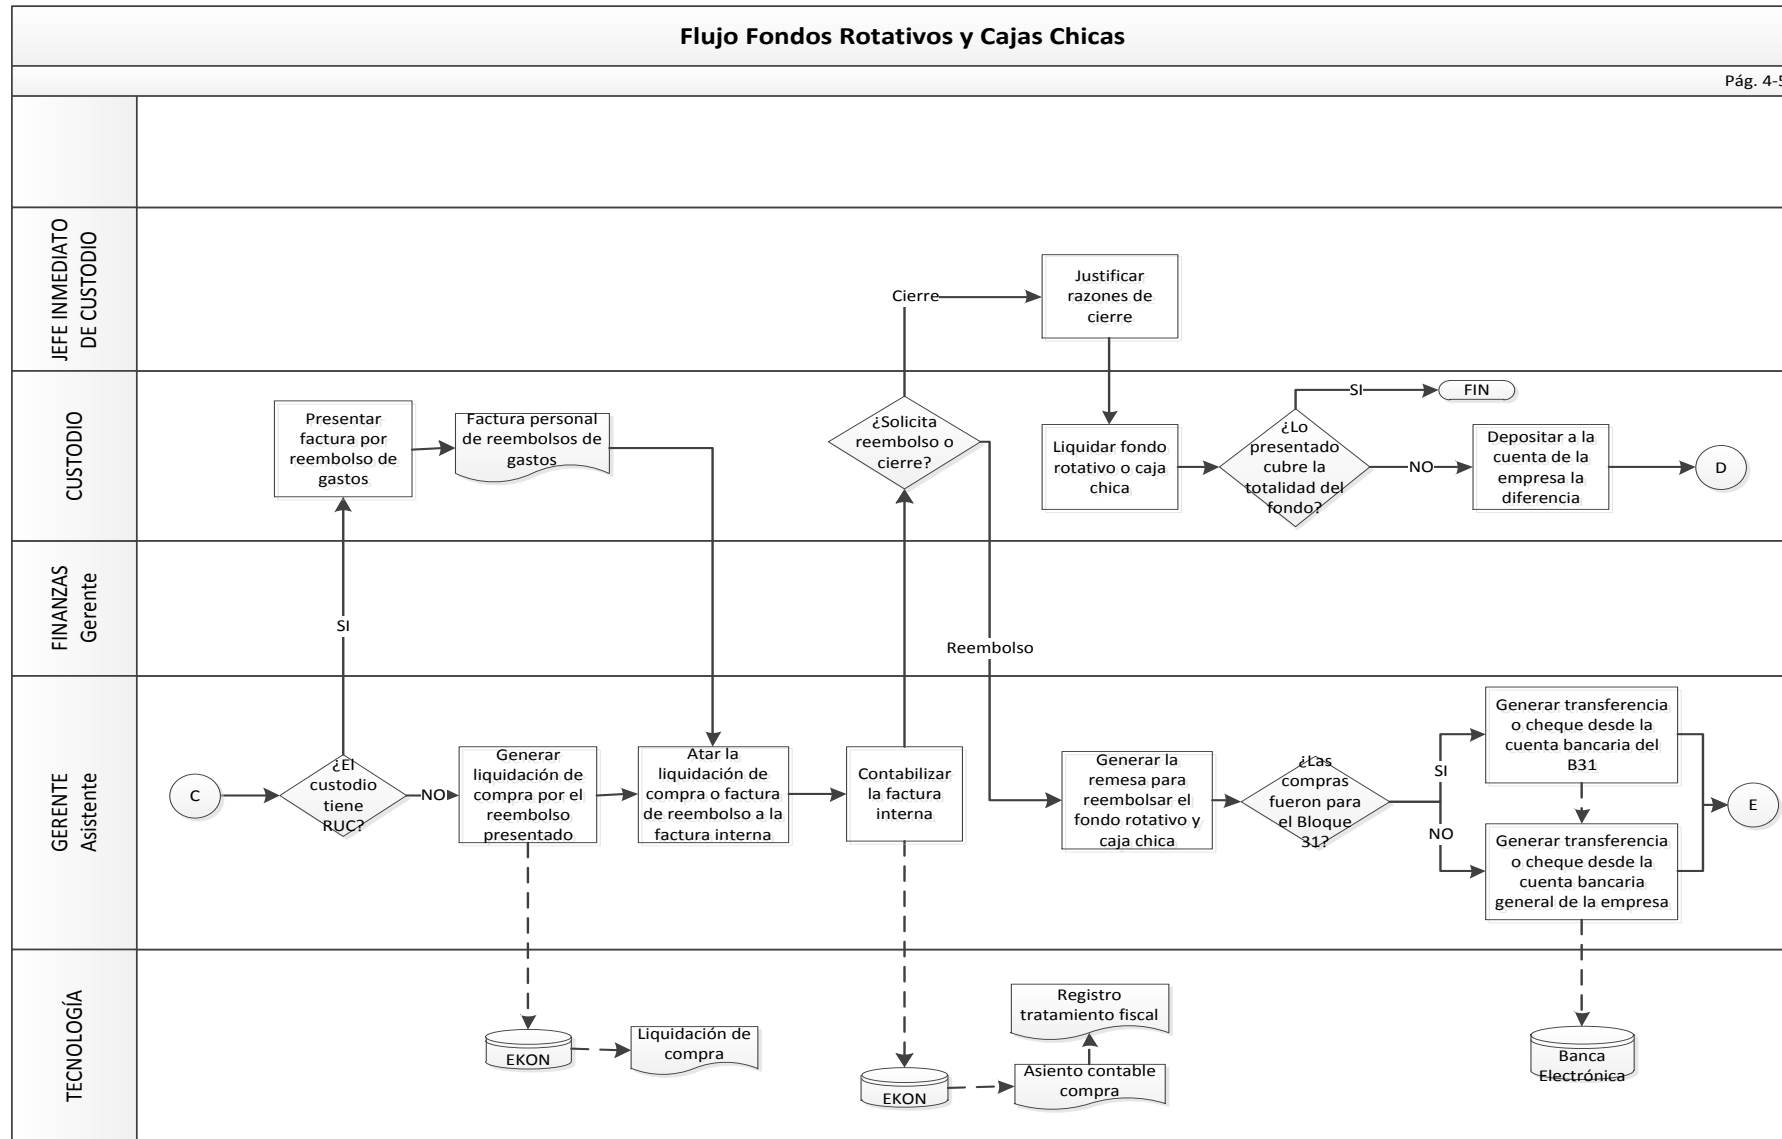 Flujo Fondos Rotativos y Cajas Chicas
Pág. 4-5
JEFE INMEDIATO
DE CUSTODIO
Cierre
Justificar
razones de
cierre
CUSTODIO
Presentar
factura por
reembolso de
gastos
Factura personal
de reembolsos de
gastos
¿Solicita
reembolso o
cierre?
Liquidar fondo
rotativo o caja
chica
¿Lo
presentado
cubre la
totalidad del
fondo?
SI
FIN
NO
Depositar a la
cuenta de la
empresa la
diferencia
D
FINANZAS
Gerente
SI
Reembolso
GERENTE
Asistente
C
¿El
custodio
tiene
RUC?
NO
Generar
liquidación de
compra por el
reembolso
presentado
Atar la
liquidación de
compra o factura
de reembolso a la
factura interna
Contabilizar
la factura
interna
Generar la
remesa para
reembolsar el
fondo rotativo y
caja chica
¿Las
compras
fueron para
el Bloque
31?
SI
NO
Generar transferencia
o cheque desde la
cuenta bancaria del
B31
Generar transferencia
o cheque desde la
cuenta bancaria
general de la empresa
E
TECNOLOGÍA
EKON
Liquidación de
compra
EKON
Registro
tratamiento fiscal
Asiento contable
compra
Banca
Electrónica